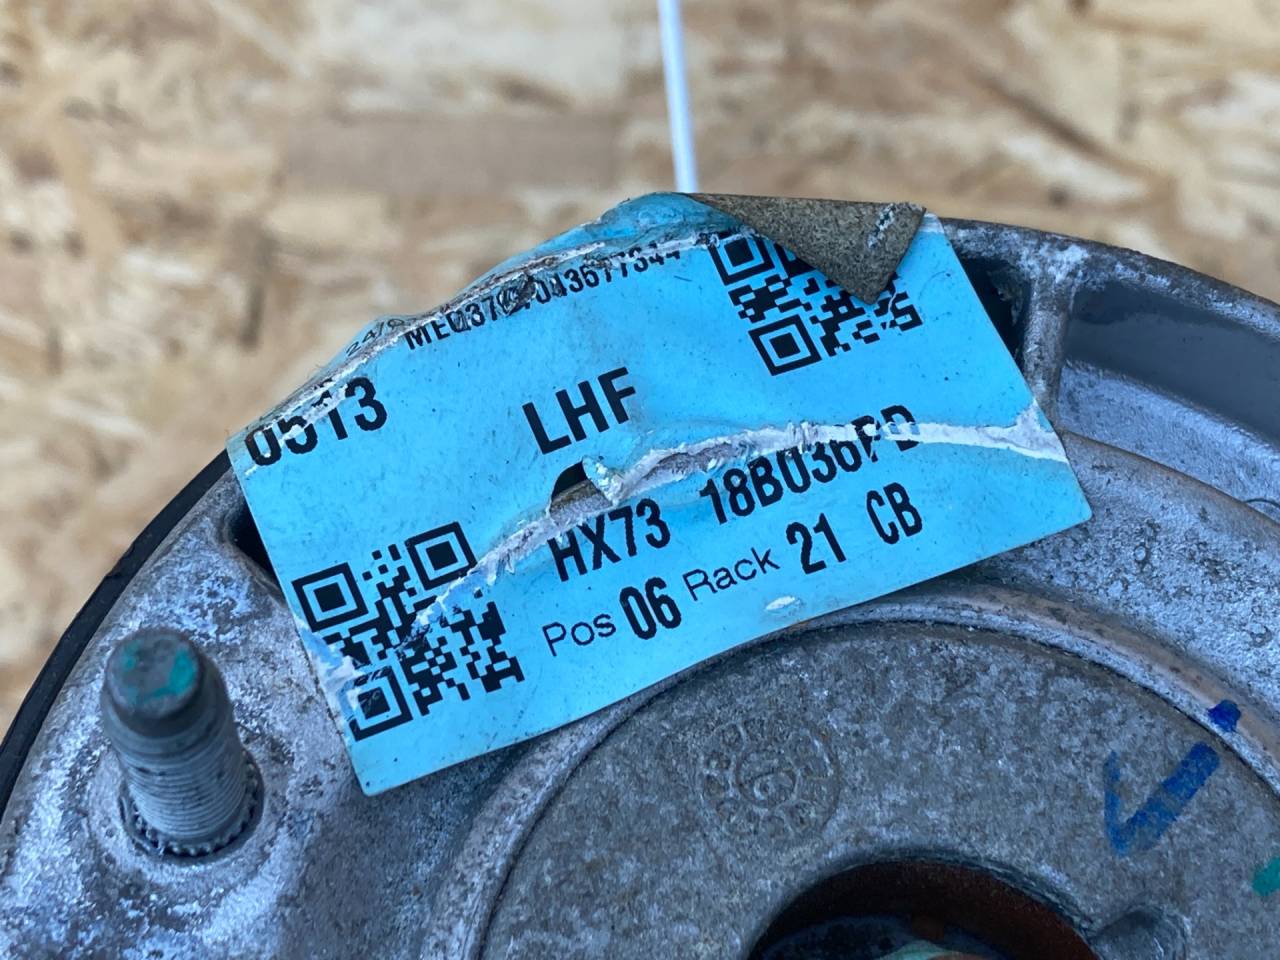 0513
LHF
HX73 18B036PD
Pos 06 Rack 21 CB